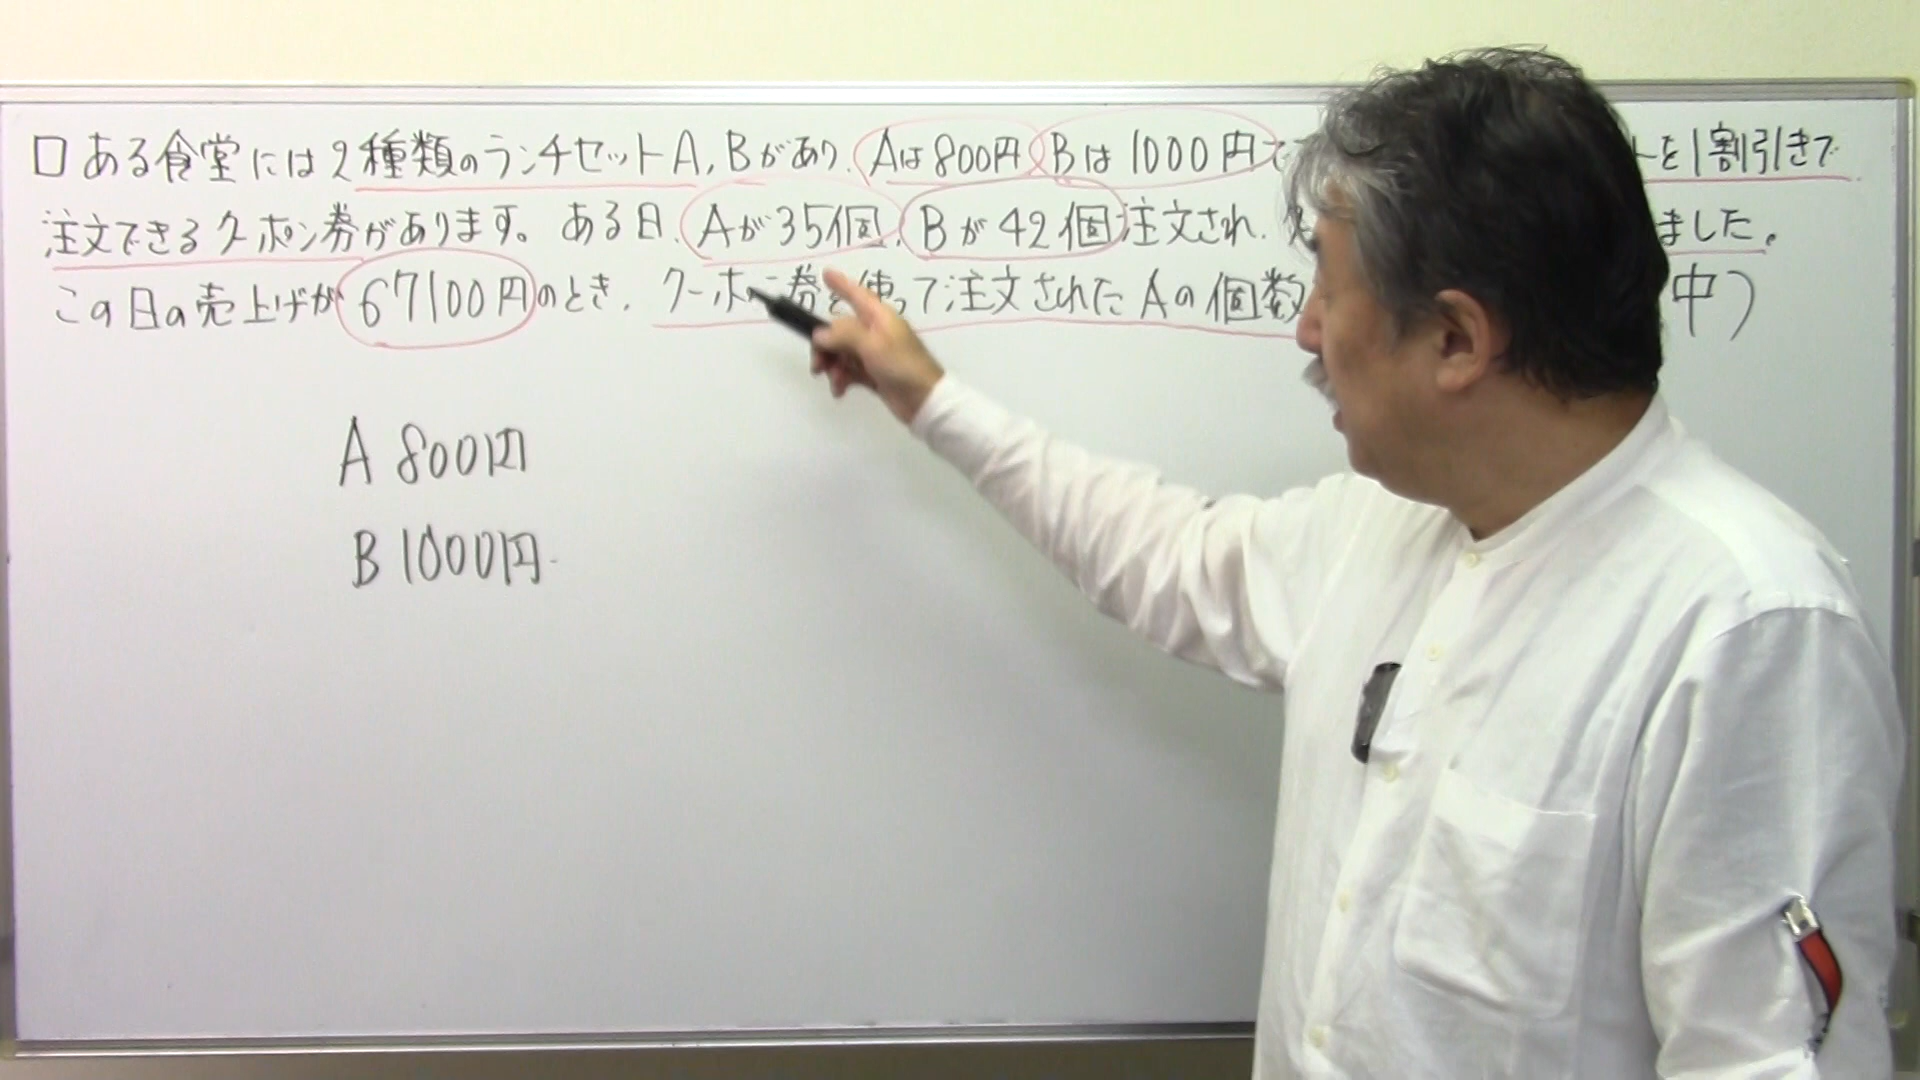 □ある食堂には2種類のランチセットA,Bがあり、Aは800円Bは1000円で トを1割引きで
注文できるクーポン券があります。ある日、Aが35個、Bが42個注文され、 ました。
この日の売上げが67100円のとき、クーポン券を使って注文されたAの個数 中)
A 800円
B 1000円